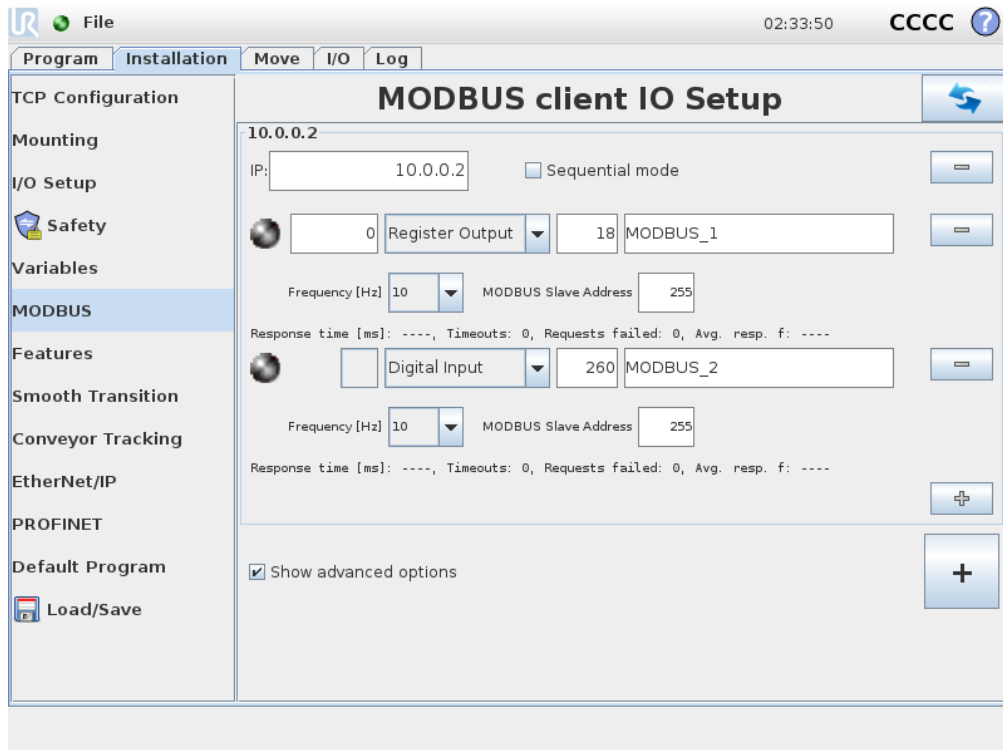 UR File 02:33:50 CCCC ?
Program Installation Move I/O Log
TCP Configuration
Mounting
I/O Setup
Safety
Variables
MODBUS
Features
Smooth Transition
Conveyor Tracking
EtherNet/IP
PROFINET
Default Program
Load/Save
MODBUS client IO Setup
10.0.0.2
IP: 10.0.0.2 Sequential mode
0 Register Output 18 MODBUS_1
Frequency [Hz] 10 MODBUS Slave Address 255
Response time [ms]: ----, Timeouts: 0, Requests failed: 0, Avg. resp. f: ----
Digital Input 260 MODBUS_2
Frequency [Hz] 10 MODBUS Slave Address 255
Response time [ms]: ----, Timeouts: 0, Requests failed: 0, Avg. resp. f: ----
Show advanced options